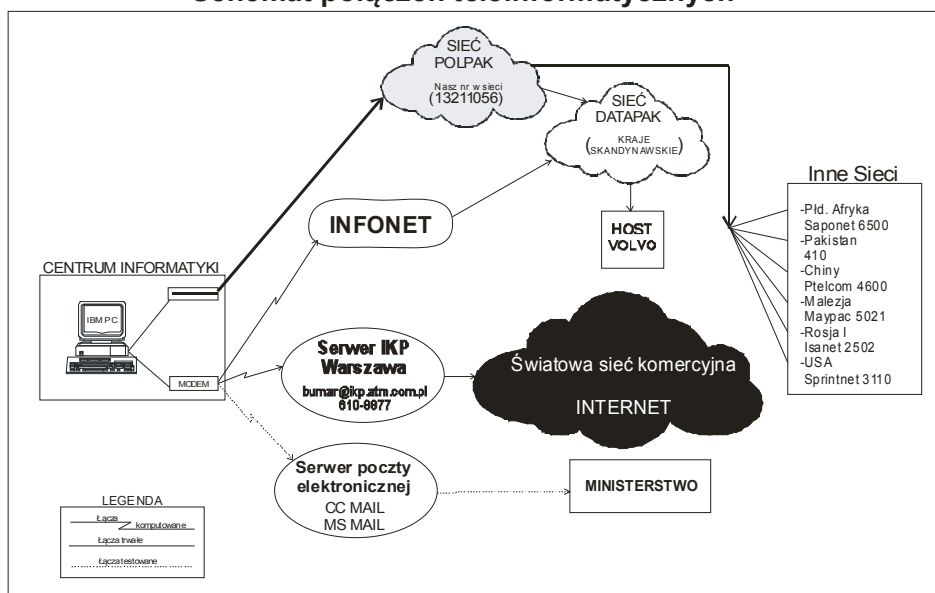 Schemat połączeń teleinformatycznych
SIEĆ
POLPAK
Nasz nr w sieci
(13211056)
SIEĆ
DATAPAK
KRAJE
(SKANDYNAWSKIE)
Inne Sieci
-Płd. Afryka
Saponet 6500
-Pakistan
410
-Chiny
Ptelcom 4600
-Malezja
Maypac 5021
-Rosja I
Isanet 2502
-USA
Sprintnet 3110
INFONET
HOST
VOLVO
CENTRUM INFORMATYKI
IBM PC
MODEM
Serwer IKP
Warszawa
bumar@ikp.atm.com.pl
610-8877
Światowa sieć komercyjna
INTERNET
Serwer poczty
elektronicznej
CC MAIL
MS MAIL
MINISTERSTWO
LEGENDA
Łącza
komputowane
Łącza trwałe
Łącza testowane